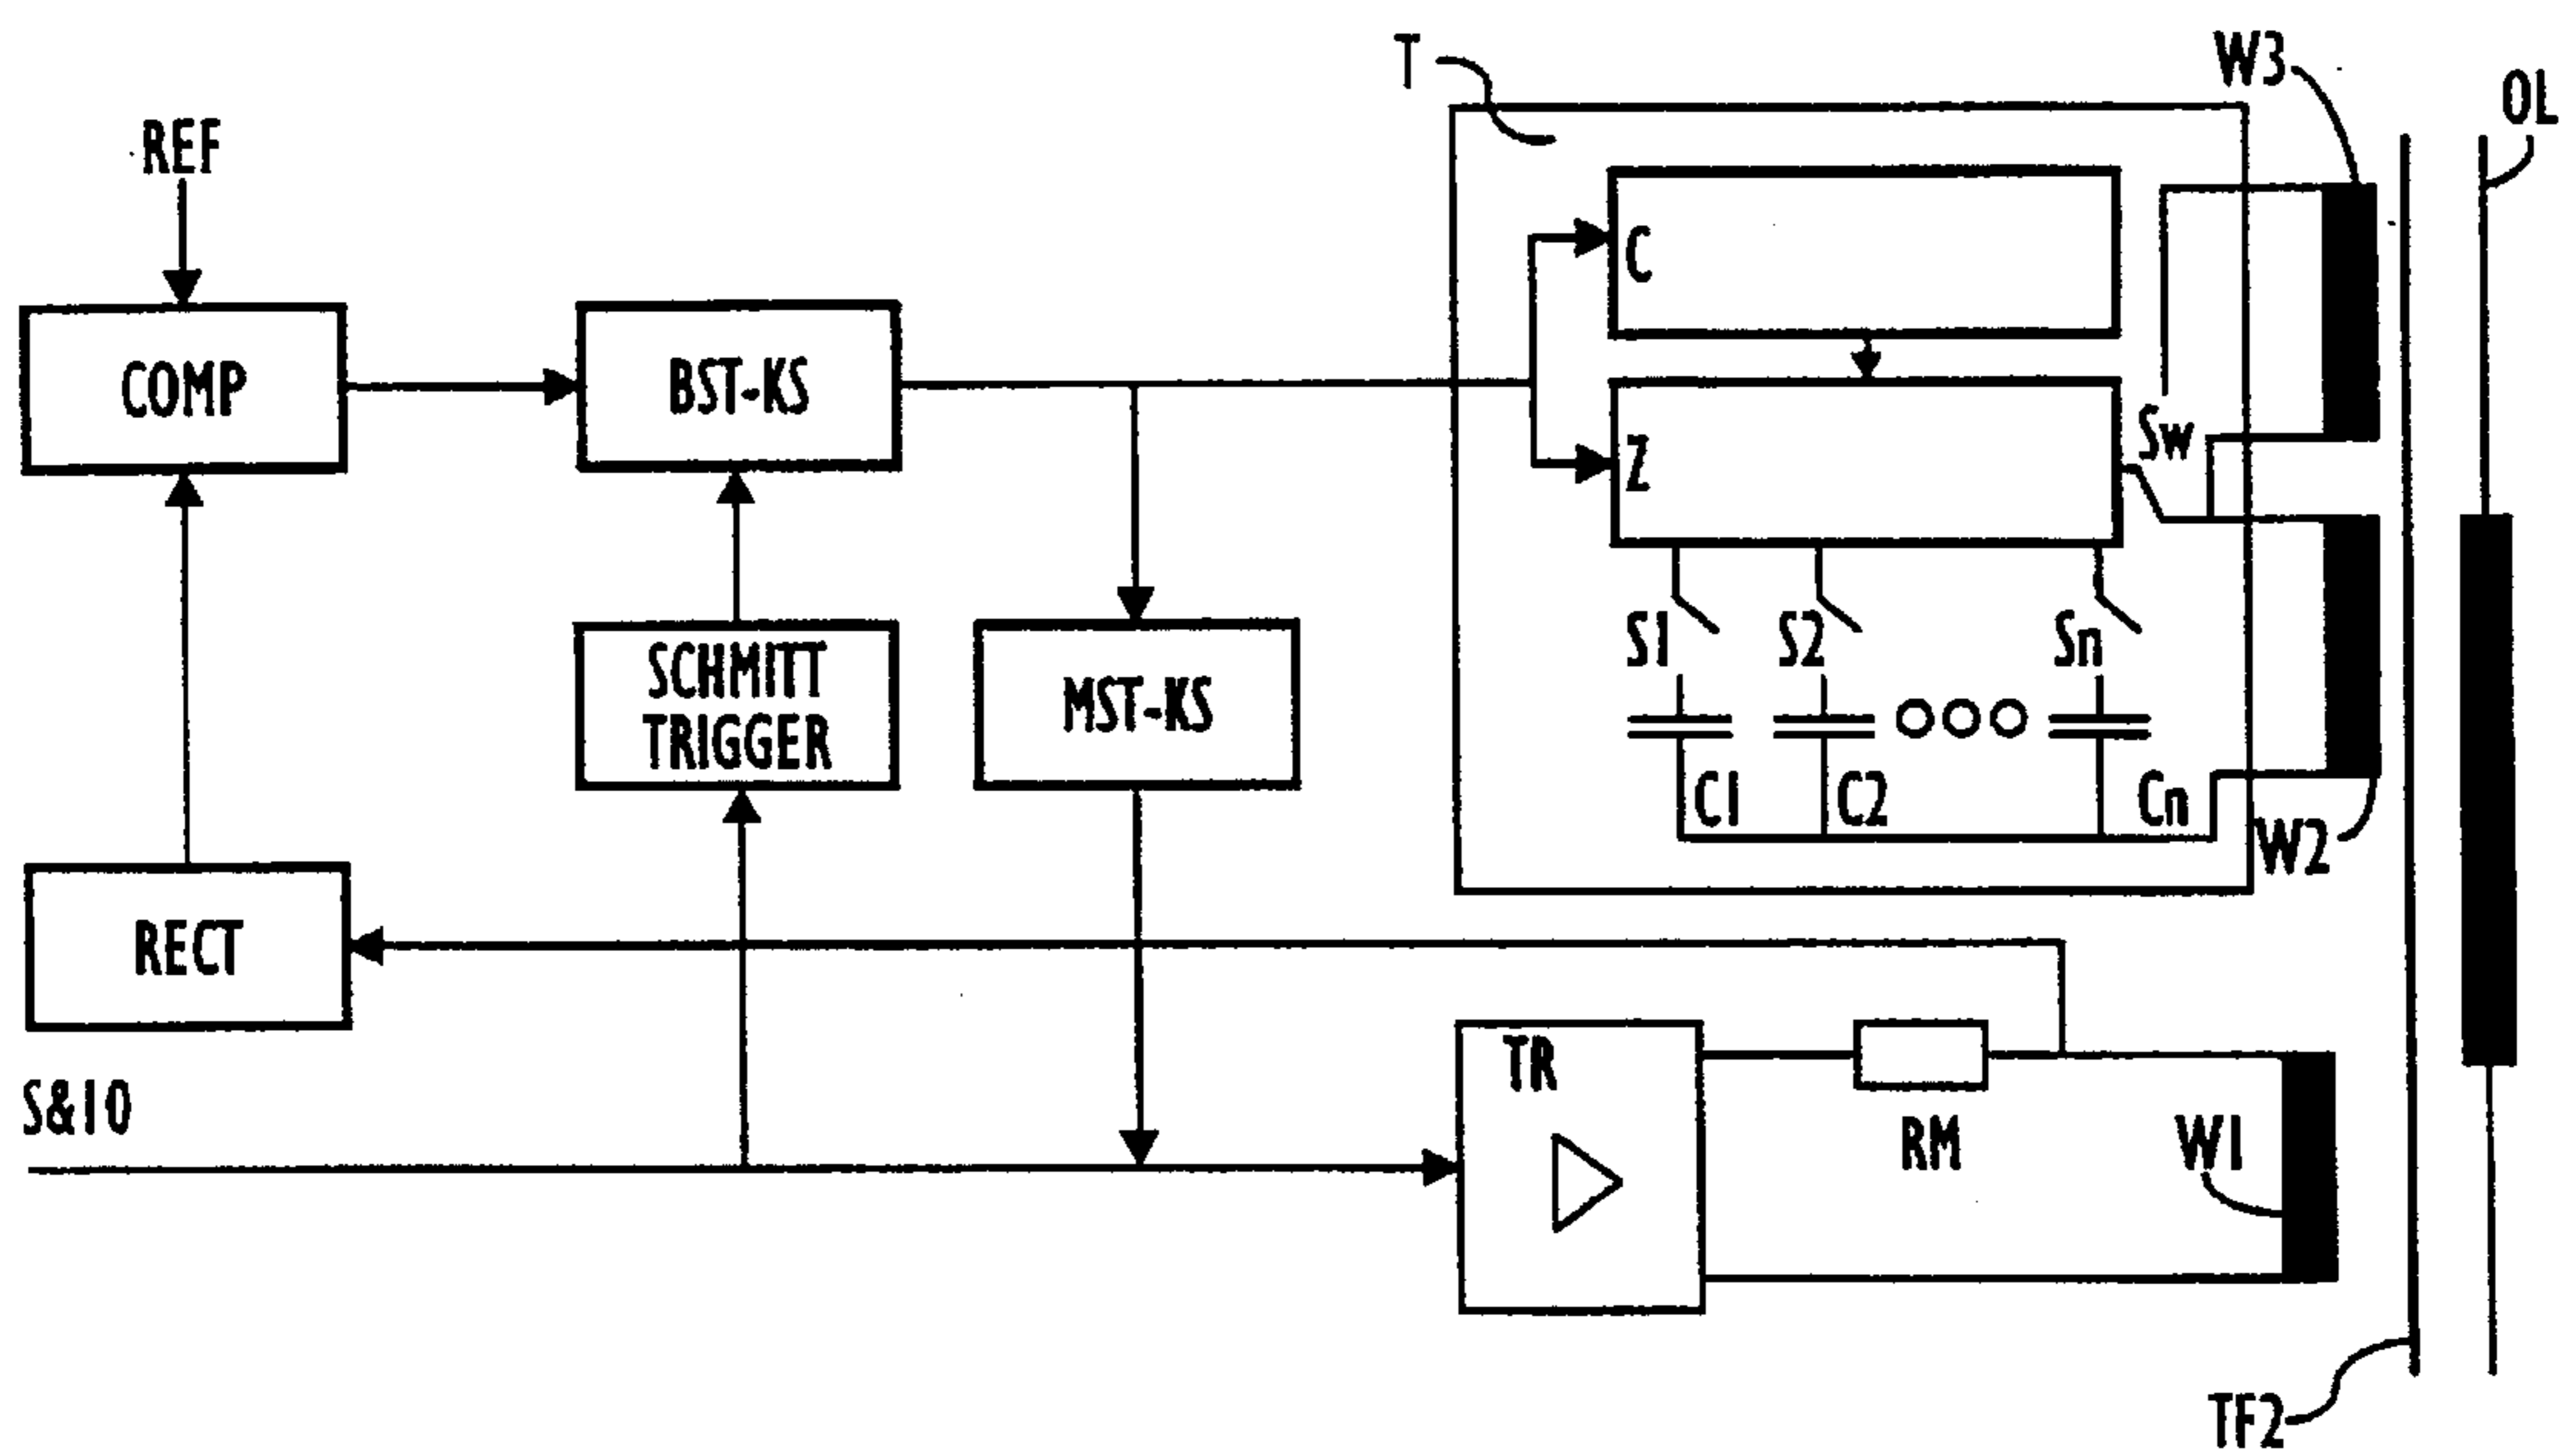 T
W3
OL
REF
C
COMP
BST-KS
Sw
Z
SCHMITT
TRIGGER
MST-KS
S1
S2
Sn
C1
C2
Cn
W2
RECT
TR
S&IO
RM
W1
TF2